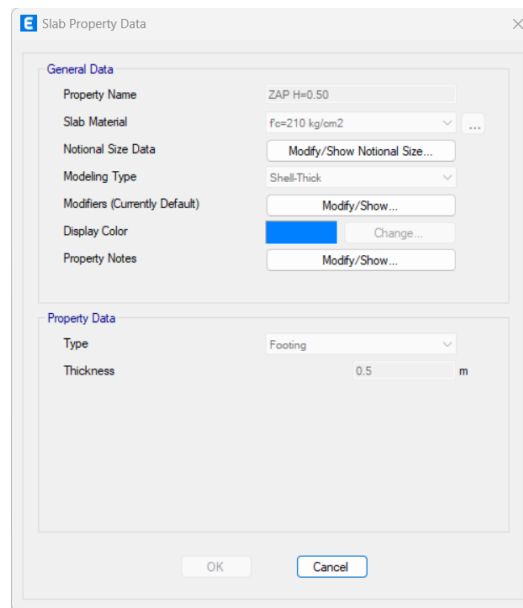 E Slab Property Data
General Data
Property Name ZAP H=0.50
Slab Material f'c=210 kg/cm2 ...
Notional Size Data Modify/Show Notional Size...
Modeling Type Shell-Thick
Modifiers (Currently Default) Modify/Show...
Display Color Change...
Property Notes Modify/Show...
Property Data
Type Footing
Thickness 0.5 m
OK Cancel